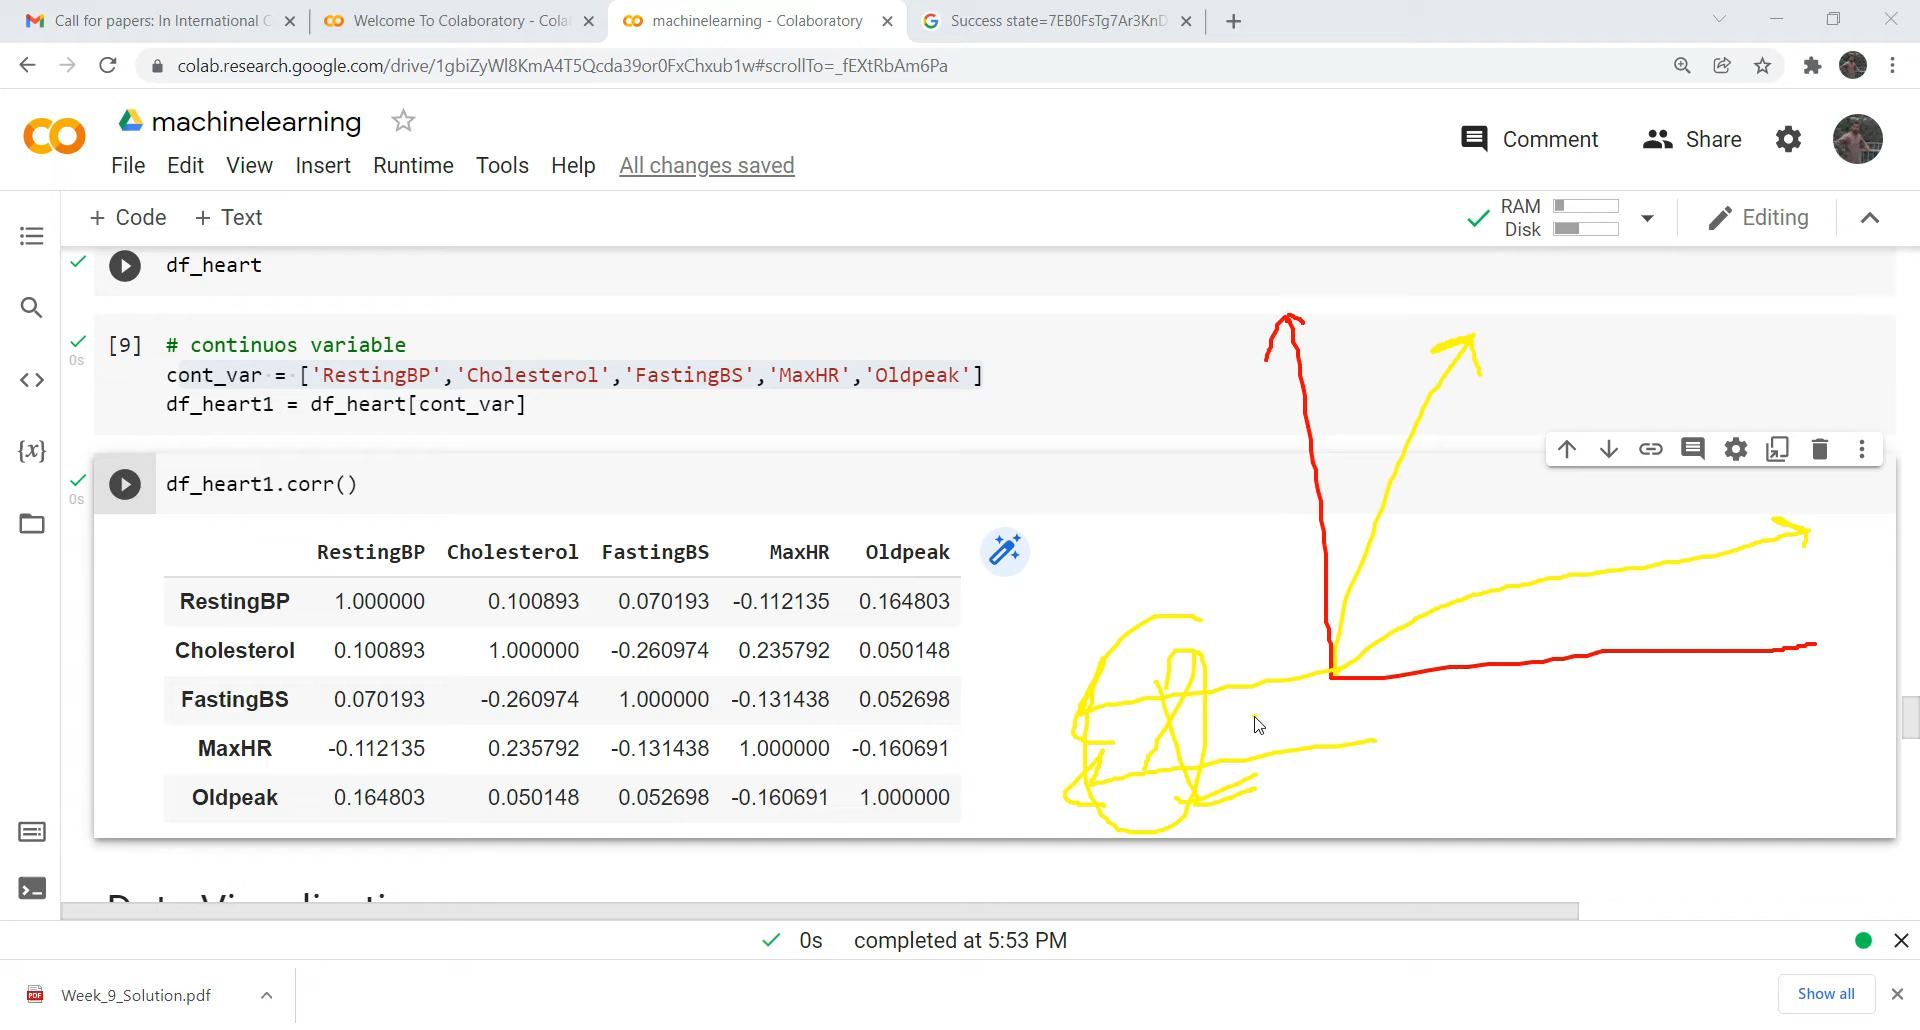 Call for papers: In International C
Welcome To Colaboratory - Cola
machinelearning - Colaboratory
Success state=7EB0FsTg7Ar3KnD
colab.research.google.com/drive/1gbiZyWl8KmA4T5Qcda39or0FxChxub1w#scrollTo=_fEXtRbAm6Pa
machinelearning
Comment
Share
File Edit View Insert Runtime Tools Help All changes saved
+ Code + Text
RAM
Disk
Editing
df_heart
[9] # continuos variable
0s cont_var = ['RestingBP','Cholesterol','FastingBS','MaxHR','Oldpeak']
df_heart1 = df_heart[cont_var]
df_heart1.corr()
0s
RestingBP Cholesterol FastingBS MaxHR Oldpeak
RestingBP 1.000000 0.100893 0.070193 -0.112135 0.164803
Cholesterol 0.100893 1.000000 -0.260974 0.235792 0.050148
FastingBS 0.070193 -0.260974 1.000000 -0.131438 0.052698
MaxHR -0.112135 0.235792 -0.131438 1.000000 -0.160691
Oldpeak 0.164803 0.050148 0.052698 -0.160691 1.000000
0s completed at 5:53 PM
Week_9_Solution.pdf
Show all